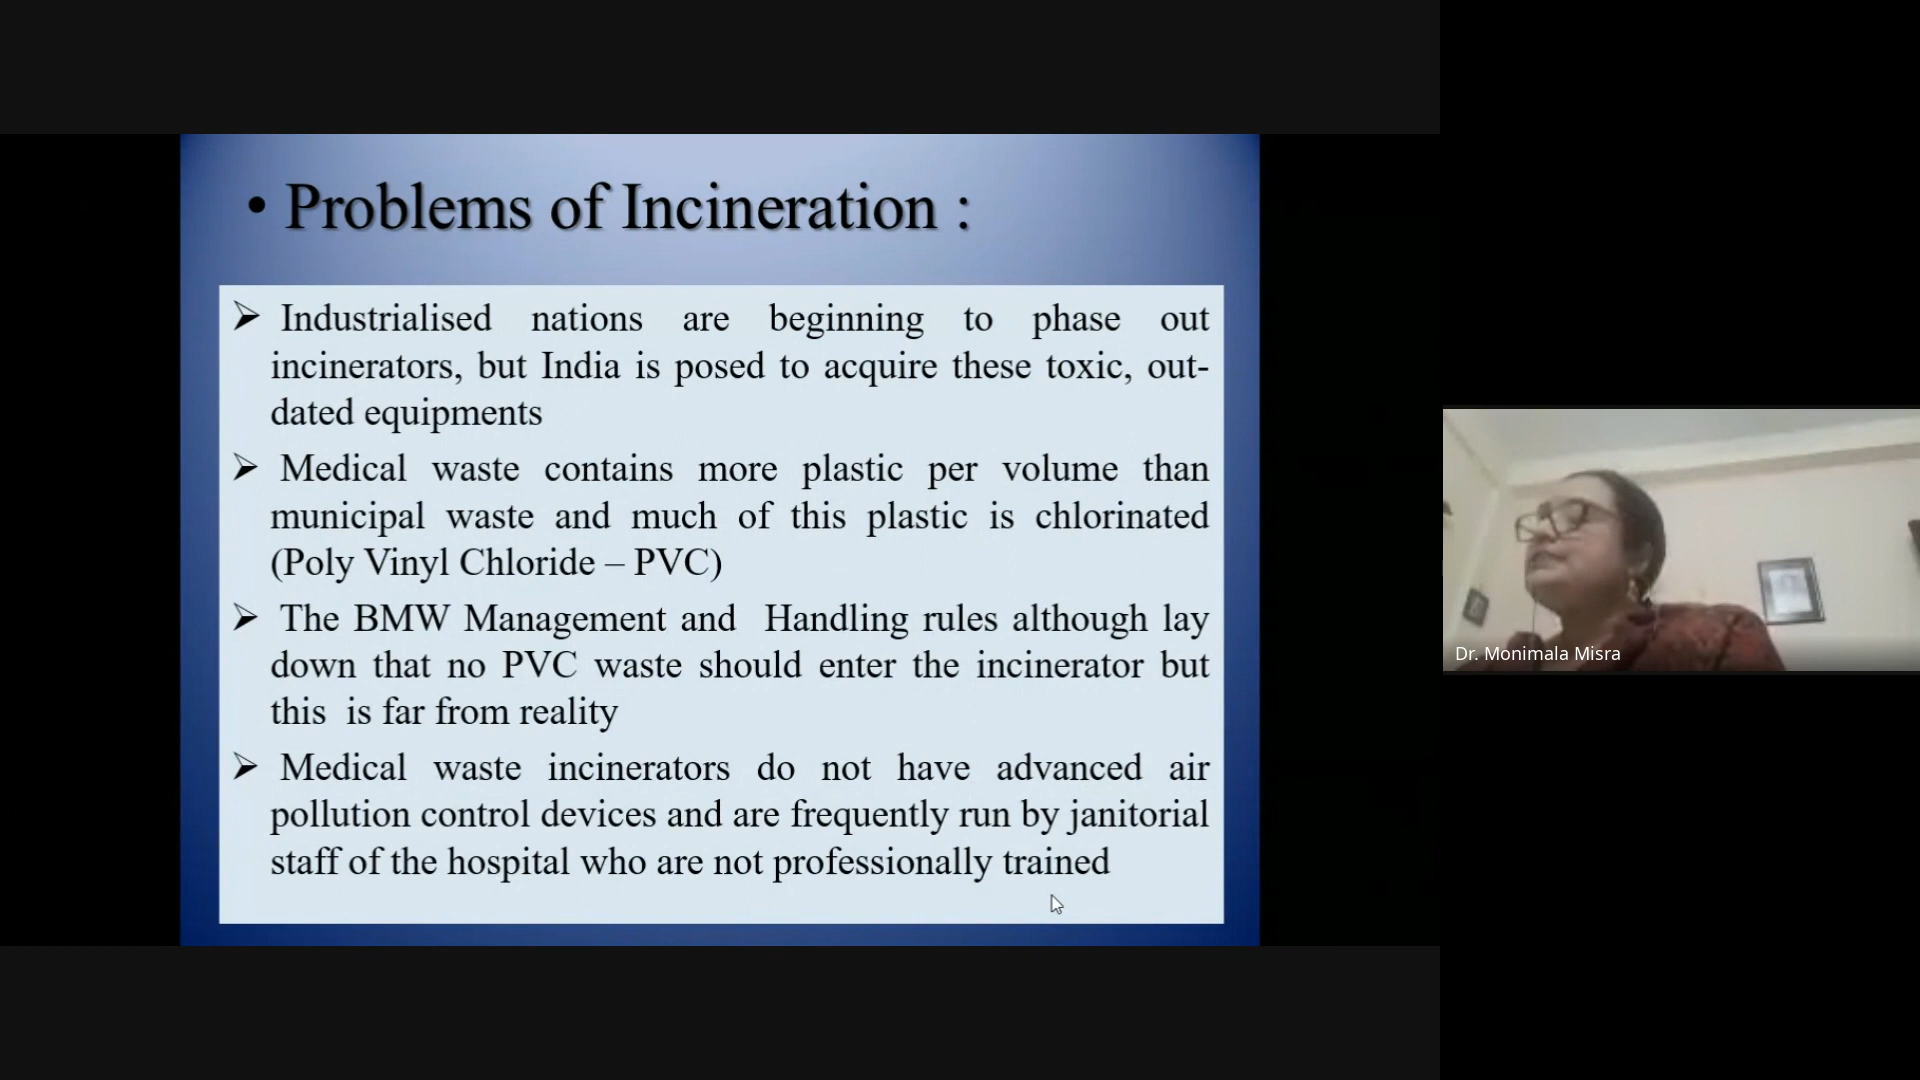 • Problems of Incineration :
➢ Industrialised nations are beginning to phase out
incinerators, but India is posed to acquire these toxic, out-
dated equipments
➢ Medical waste contains more plastic per volume than
municipal waste and much of this plastic is chlorinated
(Poly Vinyl Chloride – PVC)
➢ The BMW Management and Handling rules although lay
down that no PVC waste should enter the incinerator but
this is far from reality
➢ Medical waste incinerators do not have advanced air
pollution control devices and are frequently run by janitorial
staff of the hospital who are not professionally trained
Dr. Monimala Misra